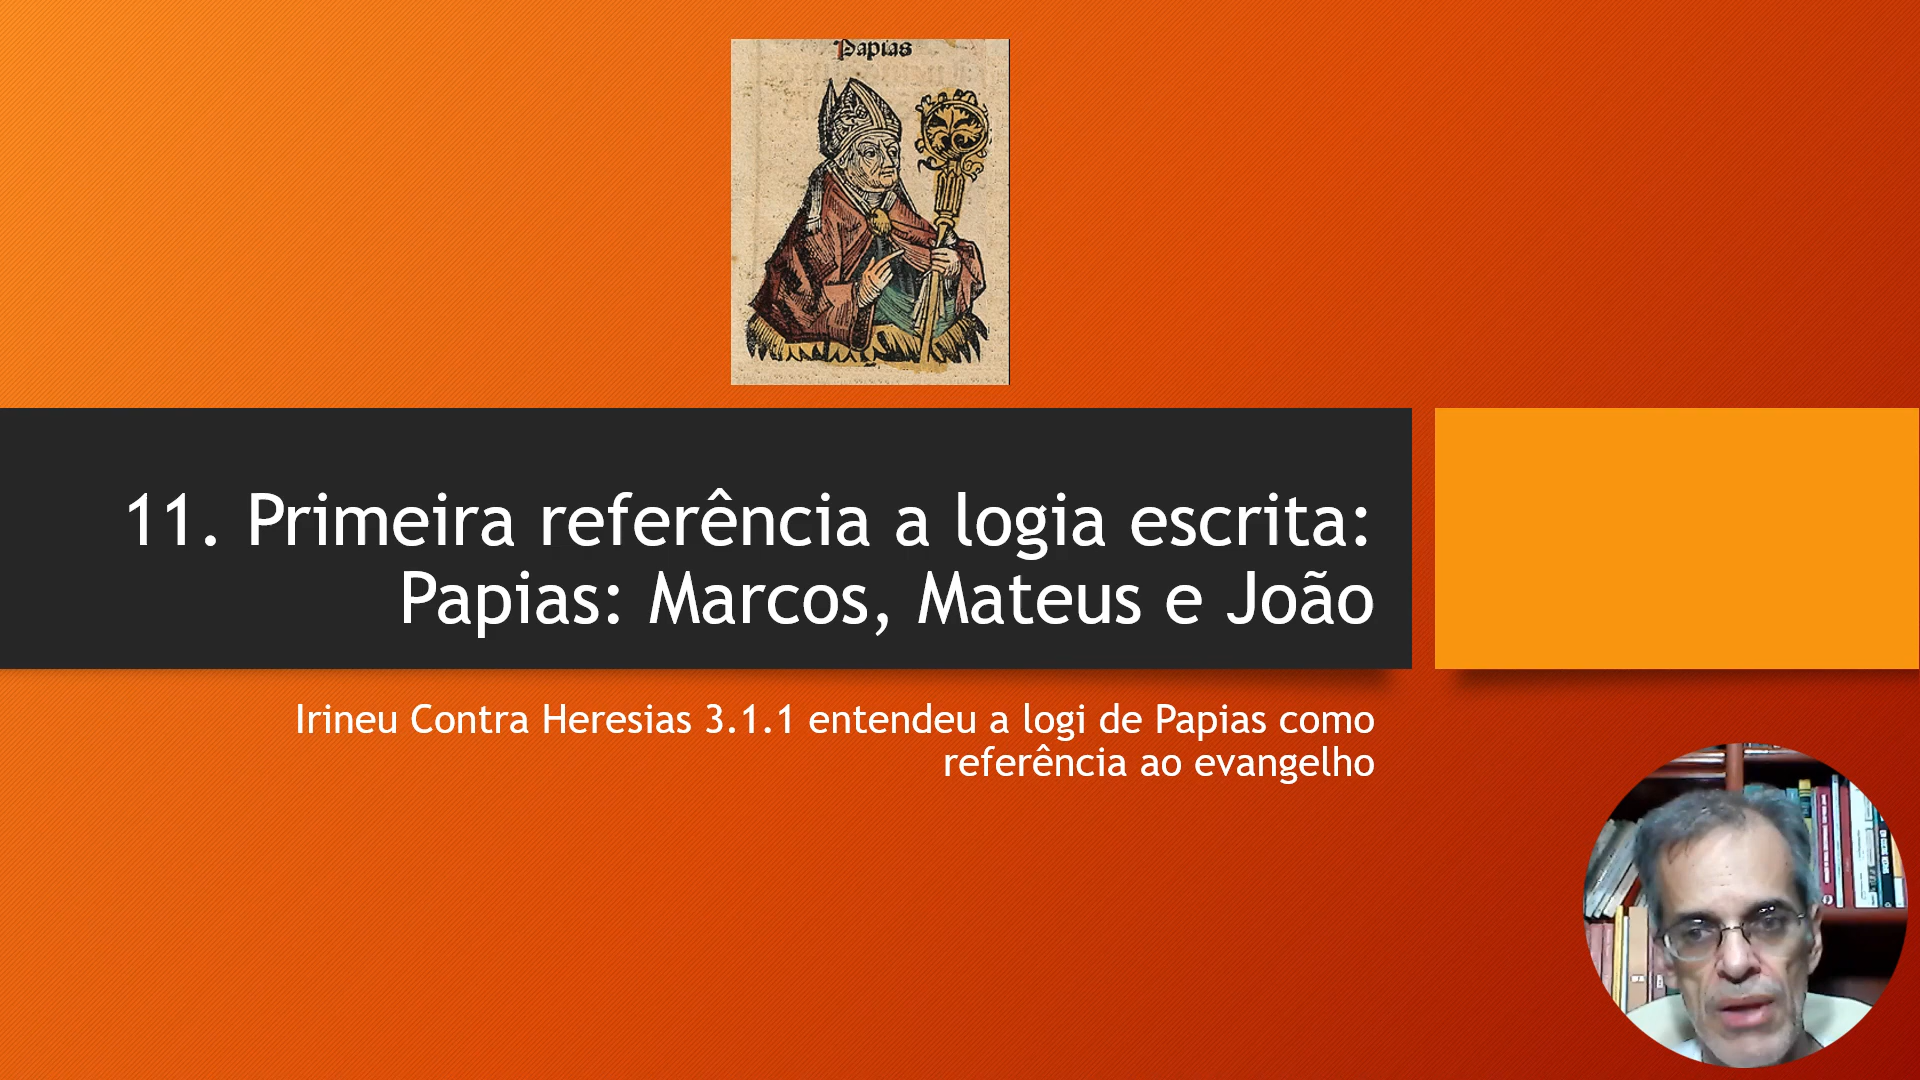 Papias
11. Primeira referência a logia escrita:
Papias: Marcos, Mateus e João
Irineu Contra Heresias 3.1.1 entendeu a logi de Papias como
referência ao evangelho